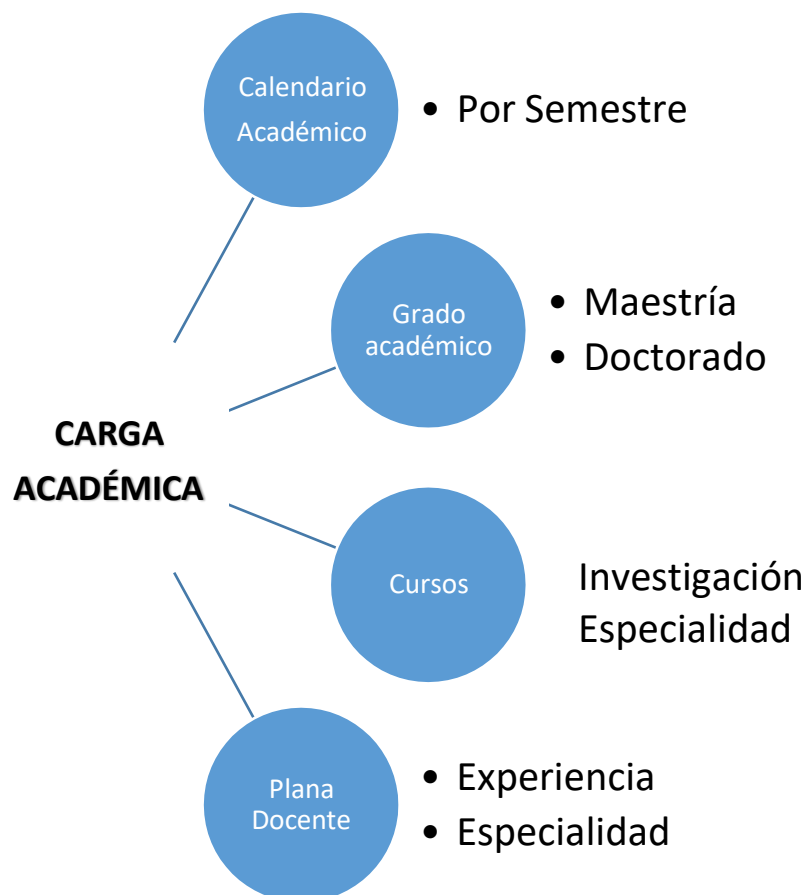 Calendario
Académico
• Por Semestre
Grado
académico
• Maestría
• Doctorado
CARGA
ACADÉMICA
Cursos
Investigación
Especialidad
Plana
Docente
• Experiencia
• Especialidad